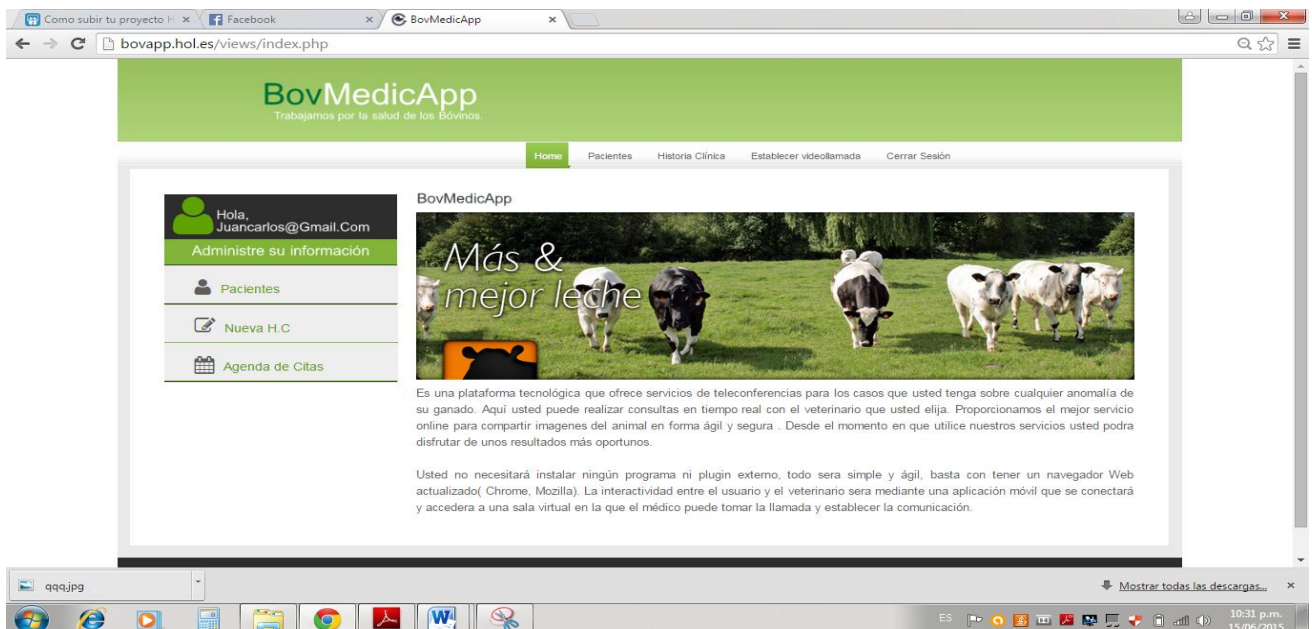 Como subir tu proyecto H
Facebook
BovMedicApp
bovapp.hol.es/views/index.php
BovMedicApp
Trabajamos por la salud de los Bóvinos.
Home Pacientes Historia Clínica Establecer videollamada Cerrar Sesión
Hola,
Juancarlos@Gmail.Com
Administre su información
Pacientes
Nueva H.C
Agenda de Citas
BovMedicApp
Más &
mejor leche
Es una plataforma tecnológica que ofrece servicios de teleconferencias para los casos que usted tenga sobre cualquier anomalía de
su ganado. Aquí usted puede realizar consultas en tiempo real con el veterinario que usted elija. Proporcionamos el mejor servicio
online para compartir imagenes del animal en forma ágil y segura . Desde el momento en que utilice nuestros servicios usted podra
disfrutar de unos resultados más oportunos.
Usted no necesitará instalar ningún programa ni plugin externo, todo sera simple y ágil, basta con tener un navegador Web
actualizado( Chrome, Mozilla). La interactividad entre el usuario y el veterinario sera mediante una aplicación móvil que se conectará
y accedera a una sala virtual en la que el médico puede tomar la llamada y establecer la comunicación.
qqq.jpg
Mostrar todas las descargas...
ES
10:31 p.m.
15/06/2015